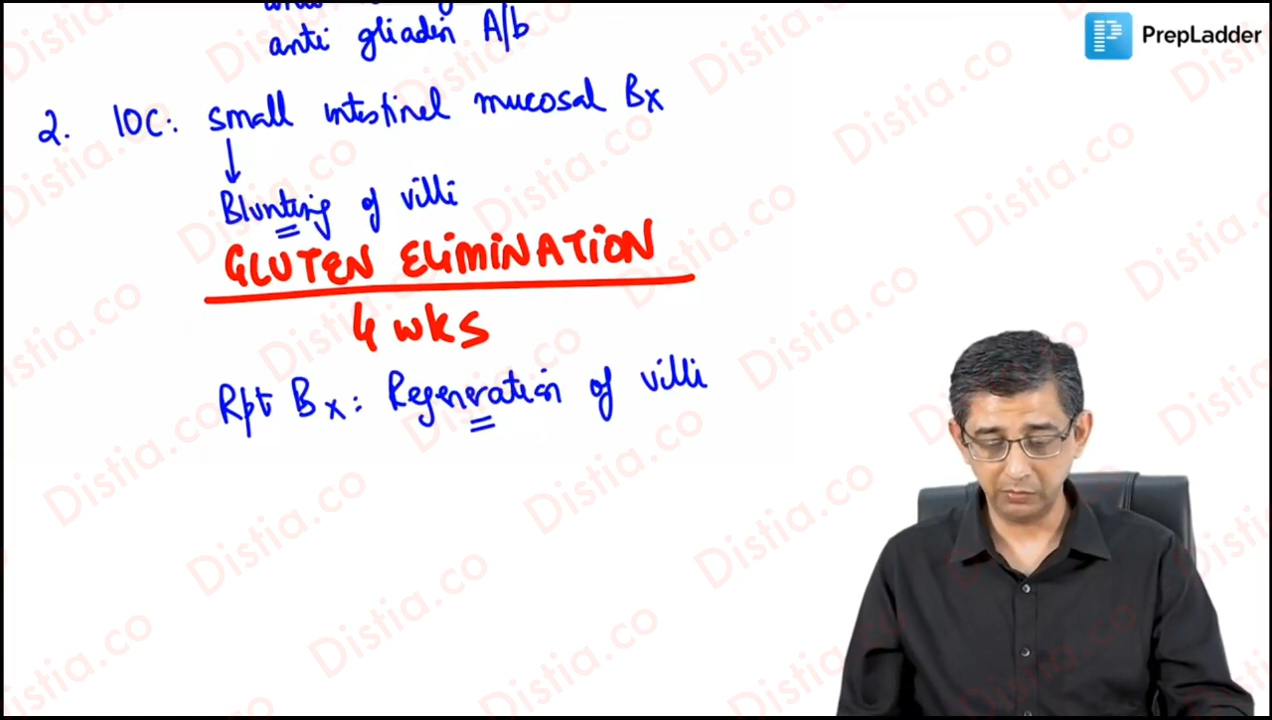 anti gliadin A/b
PrepLadder
2. IOC: small intestinel mucosal Bx
↓
Blunting of villi
GLUTEN ELIMINATION
4 wks
Rpt Bx: Regeneration of villi
Distia.co